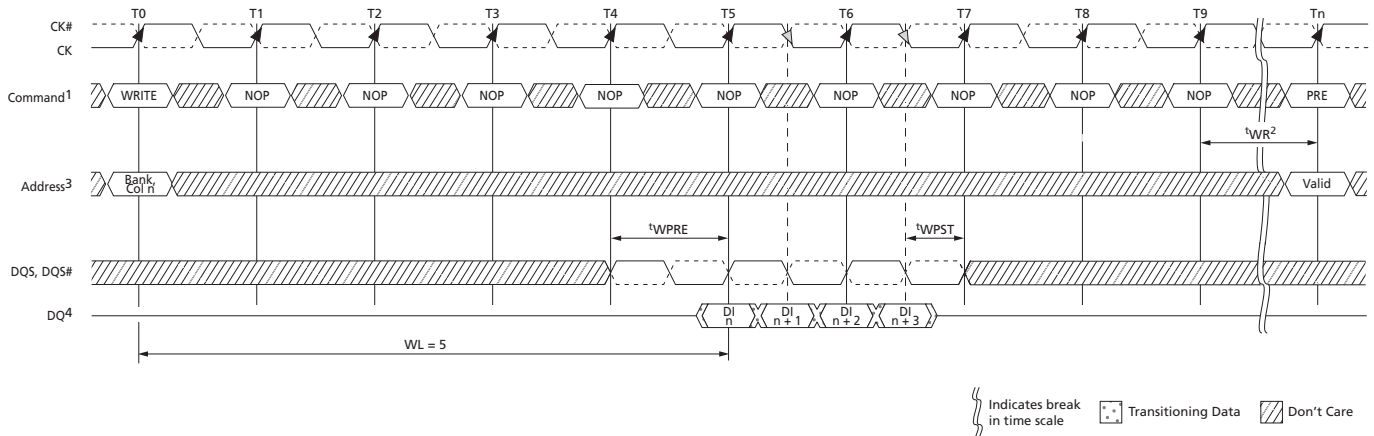 T0 T1 T2 T3 T4 T5 T6 T7 T8 T9 Tn
CK#
CK
Command1 WRITE NOP NOP NOP NOP NOP NOP NOP NOP NOP PRE
tWR2
Address3 Bank, Valid
Col n
tWPRE tWPST
DQS, DQS#
DQ4 DI DI DI DI
n n + 1 n + 2 n + 3
WL = 5
Indicates break
in time scale
Transitioning Data
Don't Care